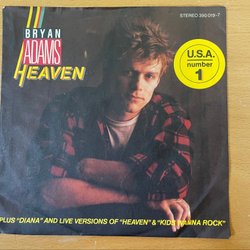 BRYAN
ADAMS
HEAVEN
STEREO 390 019-7
U.S.A.
number
1
PLUS "DIANA" AND LIVE VERSIONS OF "HEAVEN" & "KIDS WANNA ROCK"